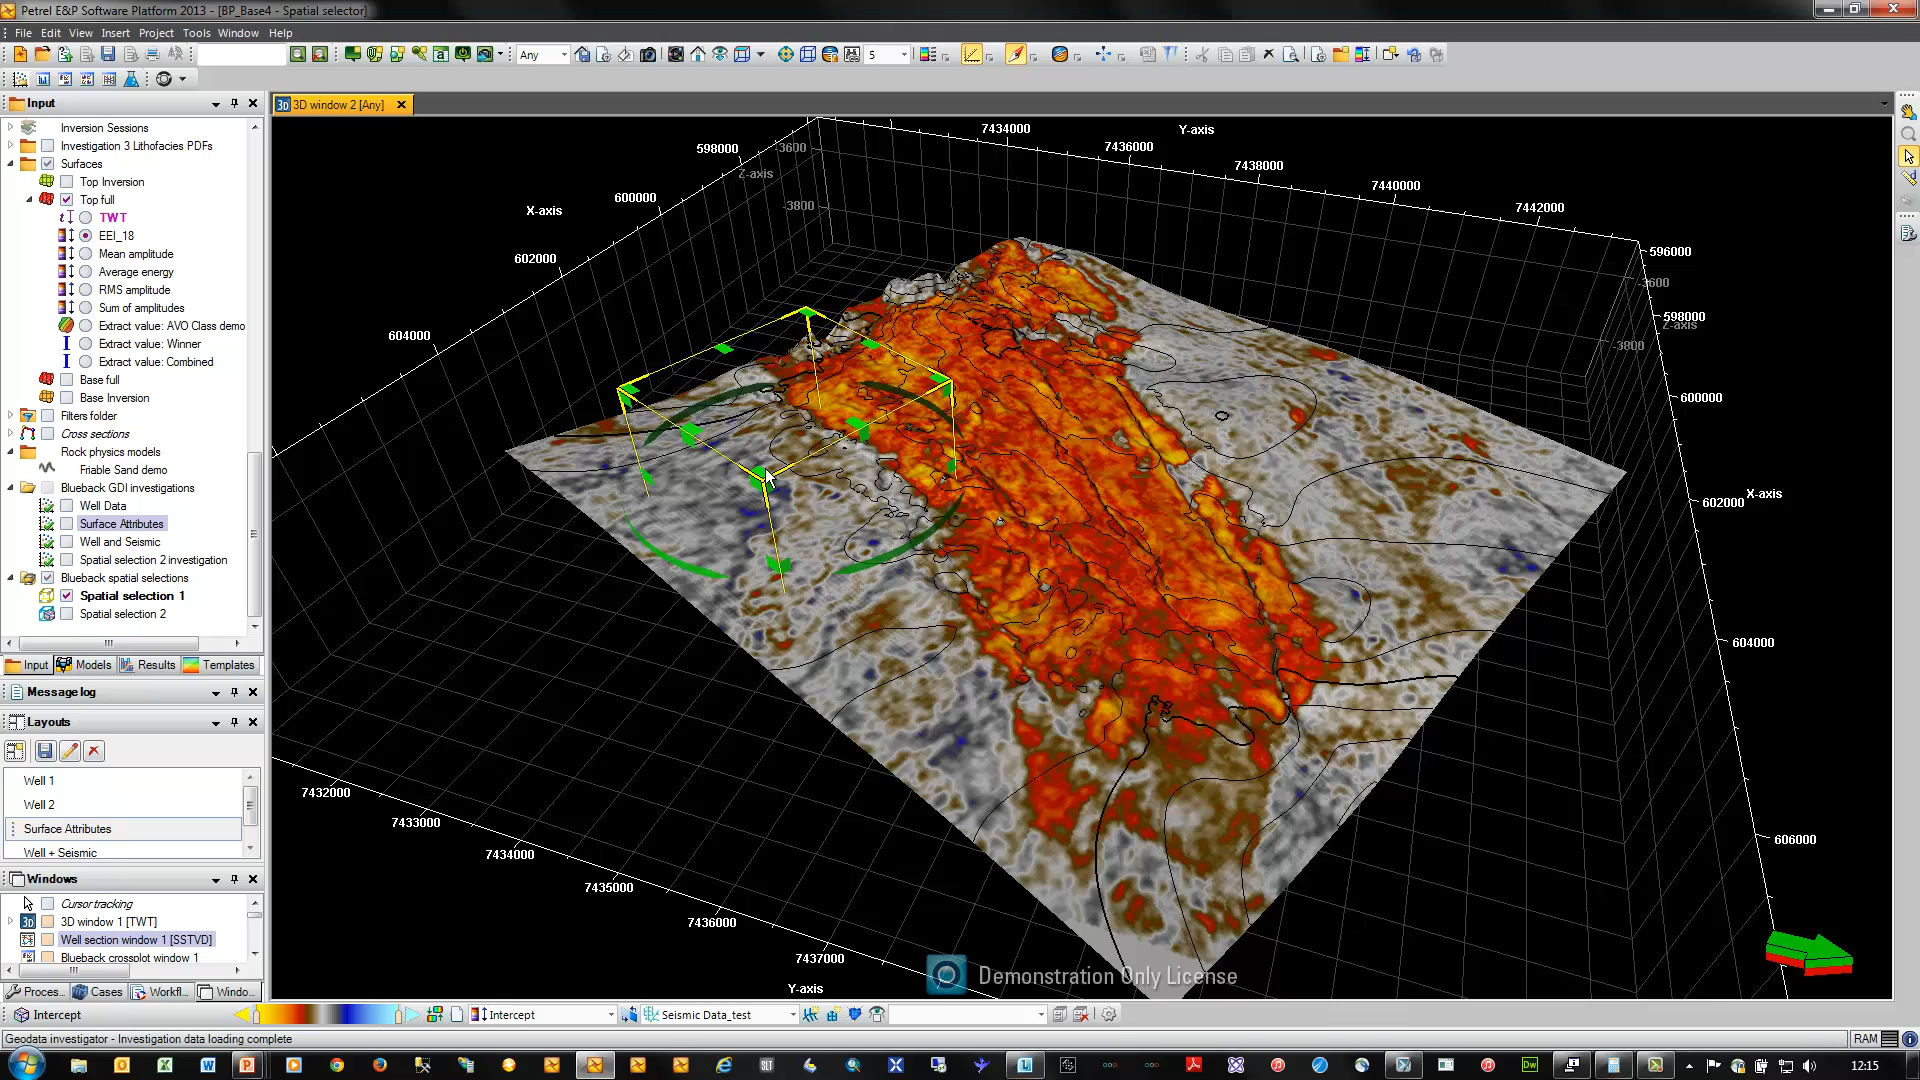 Petrel E&P Software Platform 2013 - [BP_Base4 - Spatial selector]
File Edit View Insert Project Tools Window Help
Any
5
Input
3D window 2 [Any]
Inversion Sessions
Investigation 3 Lithofacies PDFs
Surfaces
Top Inversion
Top full
TWT
EEI_18
Mean amplitude
Average energy
RMS amplitude
Sum of amplitudes
Extract value: AVO Class demo
Extract value: Winner
Extract value: Combined
Base full
Base Inversion
Filters folder
Cross sections
Rock physics models
Friable Sand demo
Blueback GDI investigations
Well Data
Surface Attributes
Well and Seismic
Spatial selection 2 investigation
Blueback spatial selections
Spatial selection 1
Spatial selection 2
Input Models Results Templates
Message log
Layouts
Well 1
Well 2
Surface Attributes
Well + Seismic
Windows
Cursor tracking
3D window 1 [TWT]
Well section window 1 [SSTVD]
Blueback crossplot window 1
Proces... Cases Workfl... Windo...
7434000
Y-axis
7436000
7438000
7440000
7442000
598000
-3600
Z-axis
600000
X-axis
-3800
602000
604000
596000
-3600
598000
Z-axis
-3800
600000
602000
X-axis
604000
606000
7432000
7433000
7434000
7435000
7436000
7437000
Y-axis
Demonstration Only License
Intercept
Intercept
Seismic Data_test
Geodata investigator - Investigation data loading complete
RAM
SLT
Dw
12:15